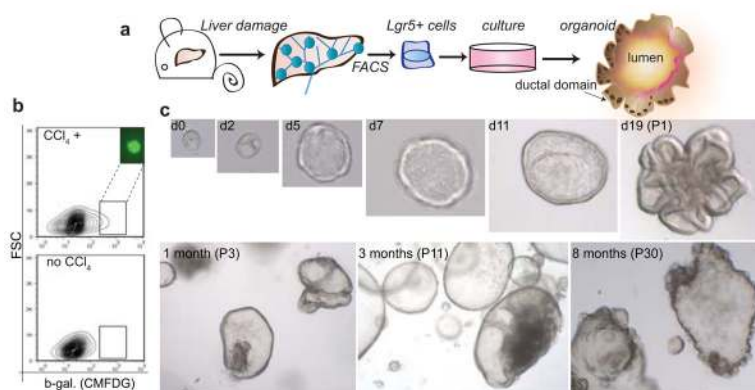 a
Liver damage
FACS
Lgr5+ cells
culture
organoid
lumen
ductal domain
b
CCl4 +
no CCl4
FSC
b-gal. (CMFDG)
c
d0
d2
d5
d7
d11
d19 (P1)
1 month (P3)
3 months (P11)
8 months (P30)